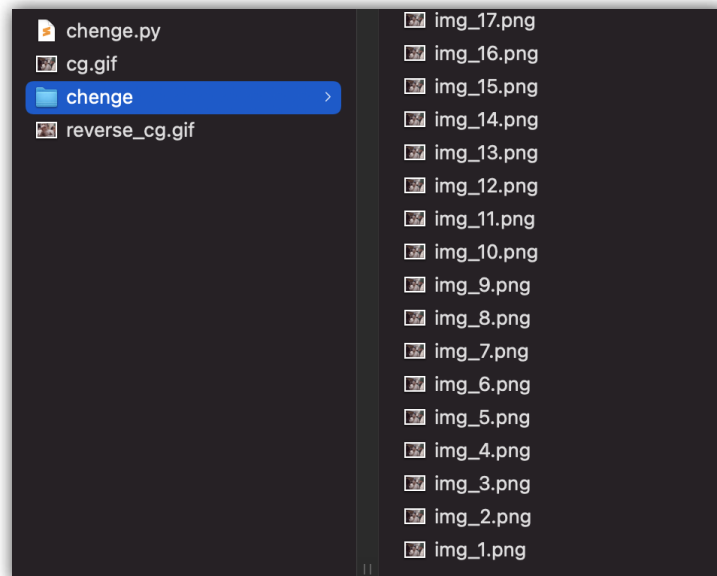 chenge.py
cg.gif
chenge
reverse_cg.gif
img_17.png
img_16.png
img_15.png
img_14.png
img_13.png
img_12.png
img_11.png
img_10.png
img_9.png
img_8.png
img_7.png
img_6.png
img_5.png
img_4.png
img_3.png
img_2.png
img_1.png